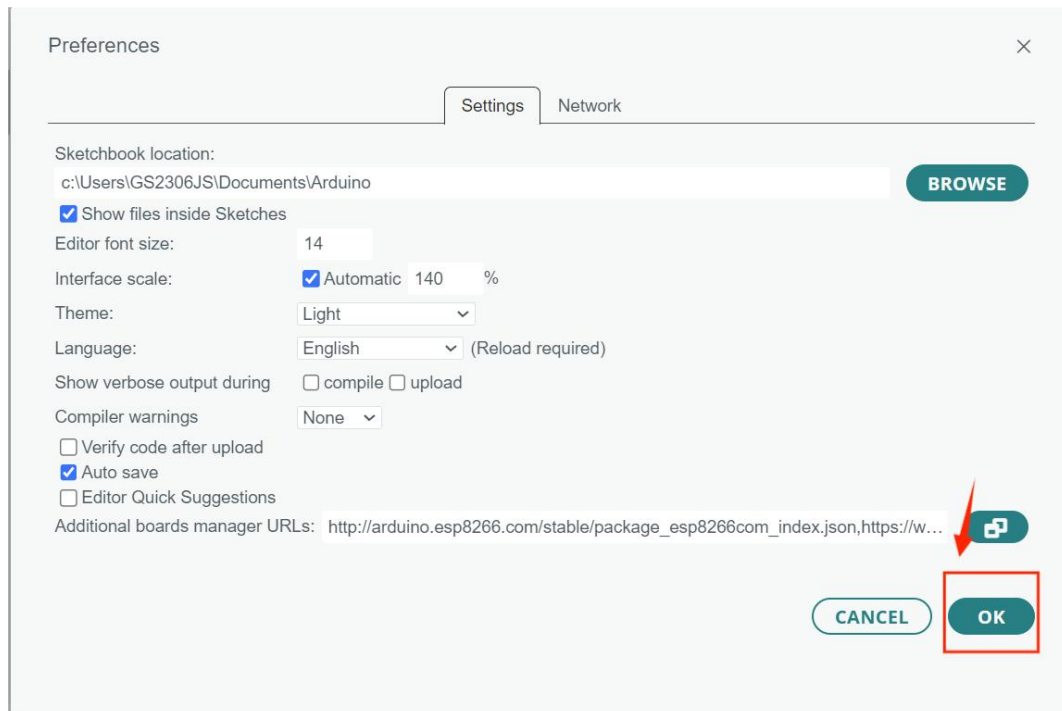 Preferences
Settings Network
Sketchbook location:
c:\Users\GS2306JS\Documents\Arduino
BROWSE
Show files inside Sketches
Editor font size: 14
Interface scale: Automatic 140 %
Theme: Light
Language: English (Reload required)
Show verbose output during compile upload
Compiler warnings None
Verify code after upload
Auto save
Editor Quick Suggestions
Additional boards manager URLs: http://arduino.esp8266.com/stable/package_esp8266com_index.json,https://w...
CANCEL OK